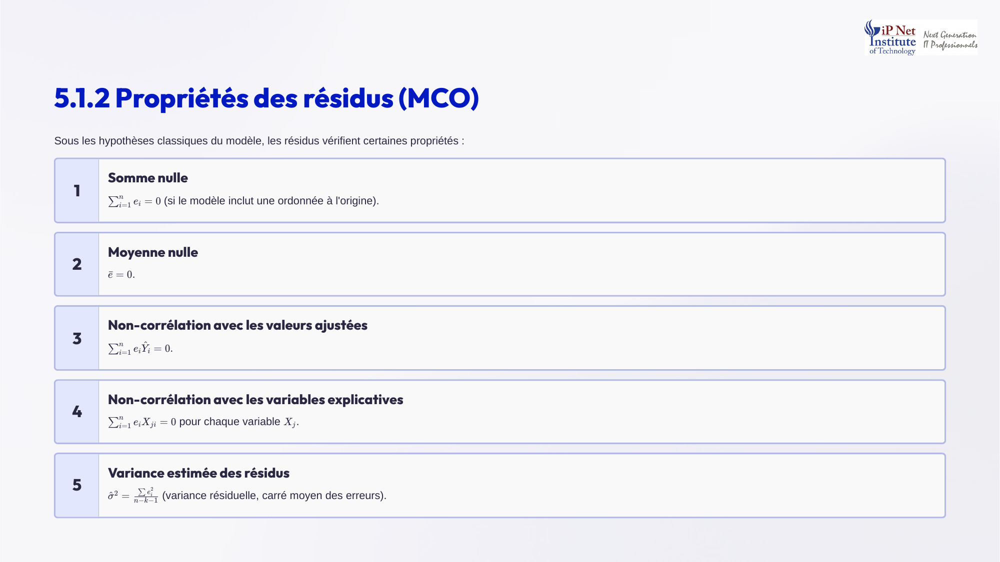 iP Net
Institute
of Technology
Next Generation
IT Professionnels
5.1.2 Propriétés des résidus (MCO)
Sous les hypothèses classiques du modèle, les résidus vérifient certaines propriétés :
1
Somme nulle
$\sum_{i=1}^{n} e_i = 0$ (si le modèle inclut une ordonnée à l'origine).
2
Moyenne nulle
$\bar{e} = 0$.
3
Non-corrélation avec les valeurs ajustées
$\sum_{i=1}^{n} e_i \hat{Y}_i = 0$.
4
Non-corrélation avec les variables explicatives
$\sum_{i=1}^{n} e_i X_{ji} = 0$ pour chaque variable $X_j$.
5
Variance estimée des résidus
$\hat{\sigma}^2 = \frac{\sum e_i^2}{n-k-1}$ (variance résiduelle, carré moyen des erreurs).